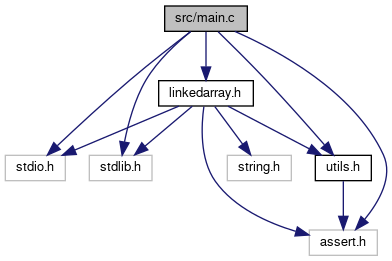 src/main.c
linkedarray.h
stdio.h
stdlib.h
string.h
utils.h
assert.h